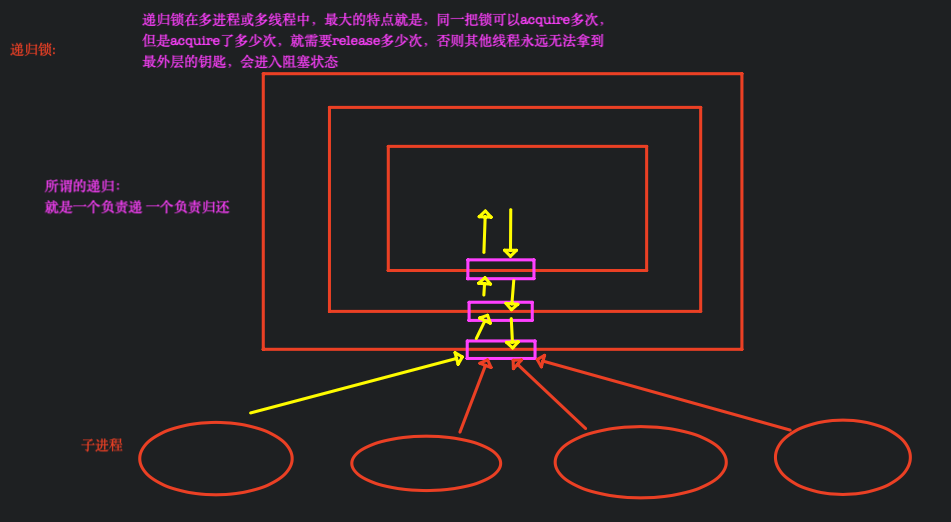 递归锁在多进程或多线程中，最大的特点就是，同一把锁可以acquire多次，
但是acquire了多少次，就需要release多少次，否则其他线程永远无法拿到
最外层的钥匙，会进入阻塞状态
递归锁:
所谓的递归:
就是一个负责递 一个负责归还
子进程